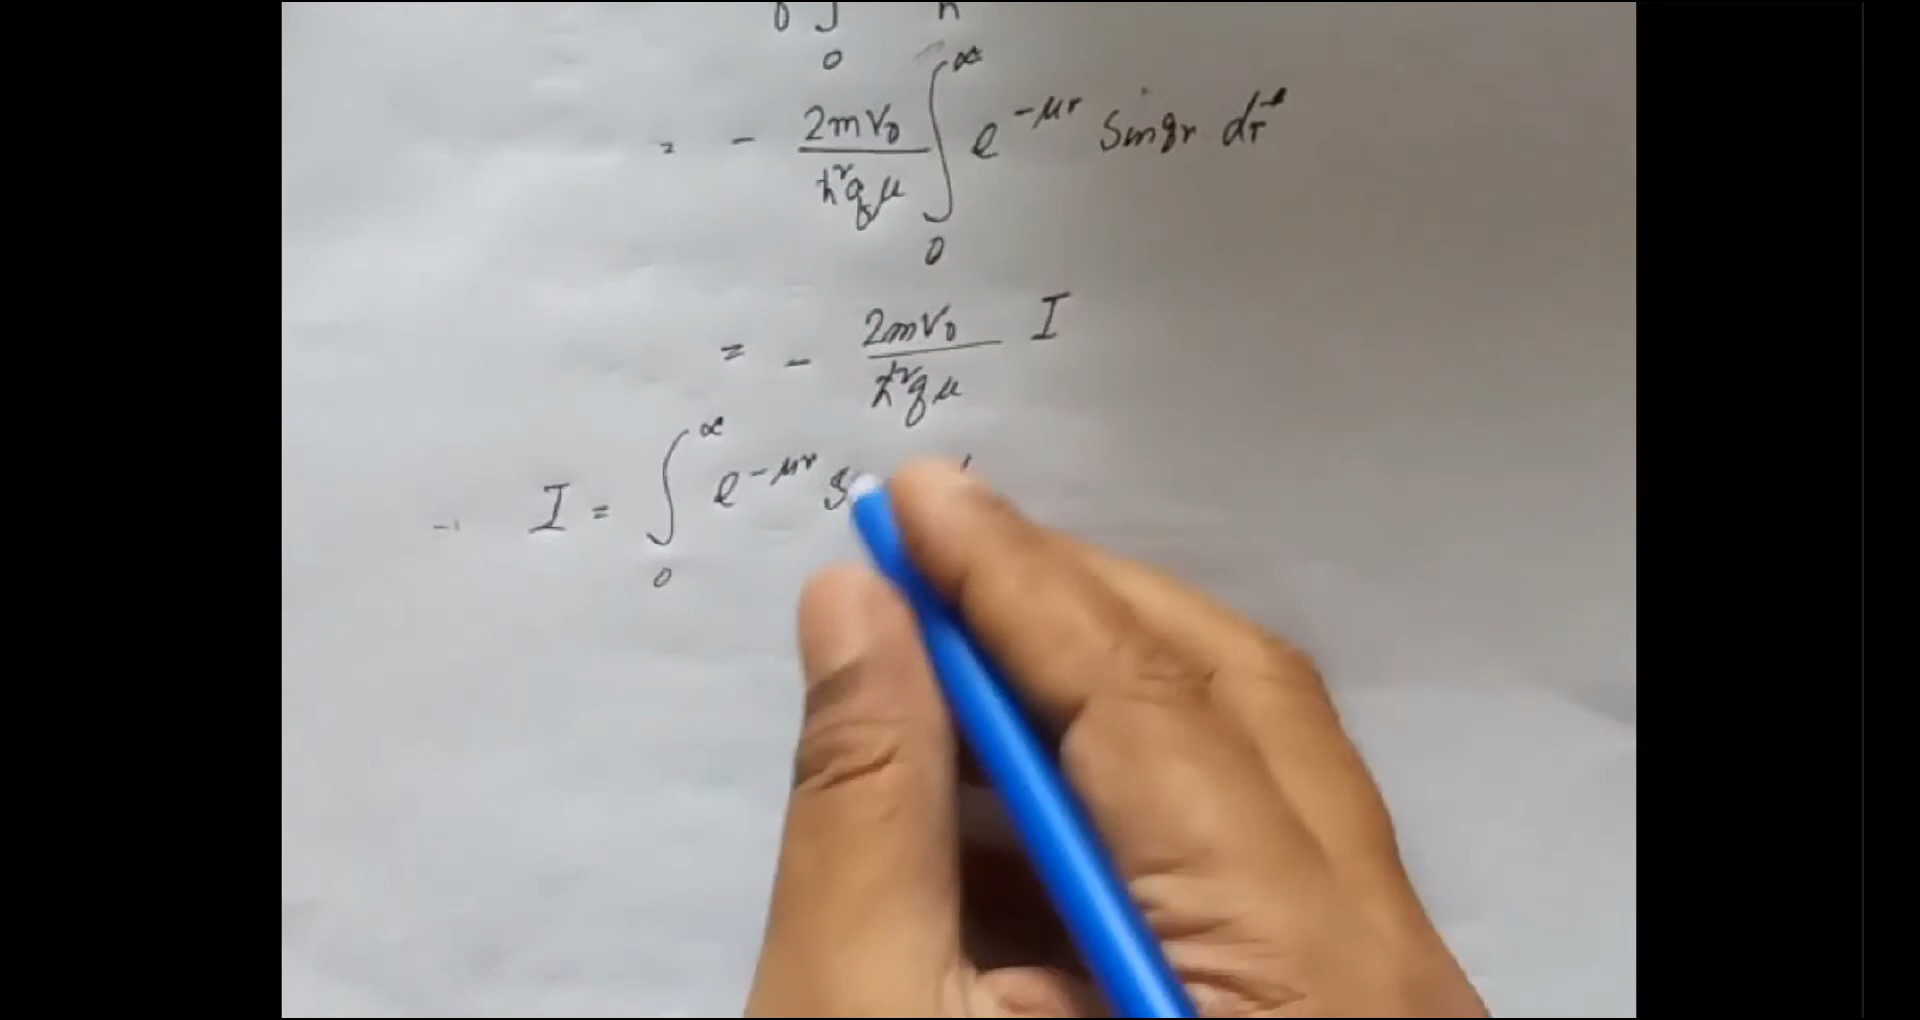 = - 2mV₀/ħ²qμ ∫₀^∞ e^-μr sinqr dr
= - 2mV₀/ħ²qμ I
I = ∫₀^∞ e^-μr